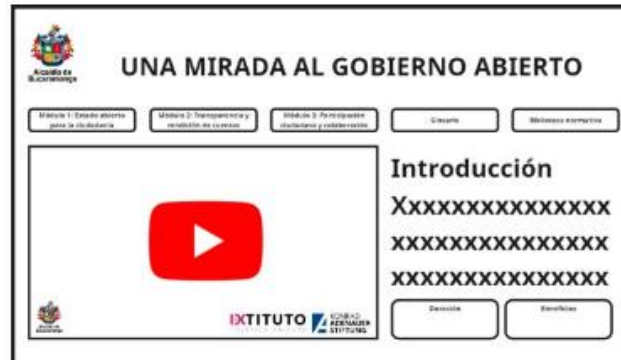 Alcaldía de
Bucaramanga
UNA MIRADA AL GOBIERNO ABIERTO
Módulo 1: Estado abierto
para la ciudadanía
Módulo 2: Transparencia y
rendición de cuentas
Módulo 3: Participación
ciudadana y colaboración
Glosario
Biblioteca normativa
Introducción
Xxxxxxxxxxxxxxx
xxxxxxxxxxxxxxx
xxxxxxxxxxxxxxx
IXTITUTO
KONRAD
ADENAUER
STIFTUNG
Duración
Beneficios